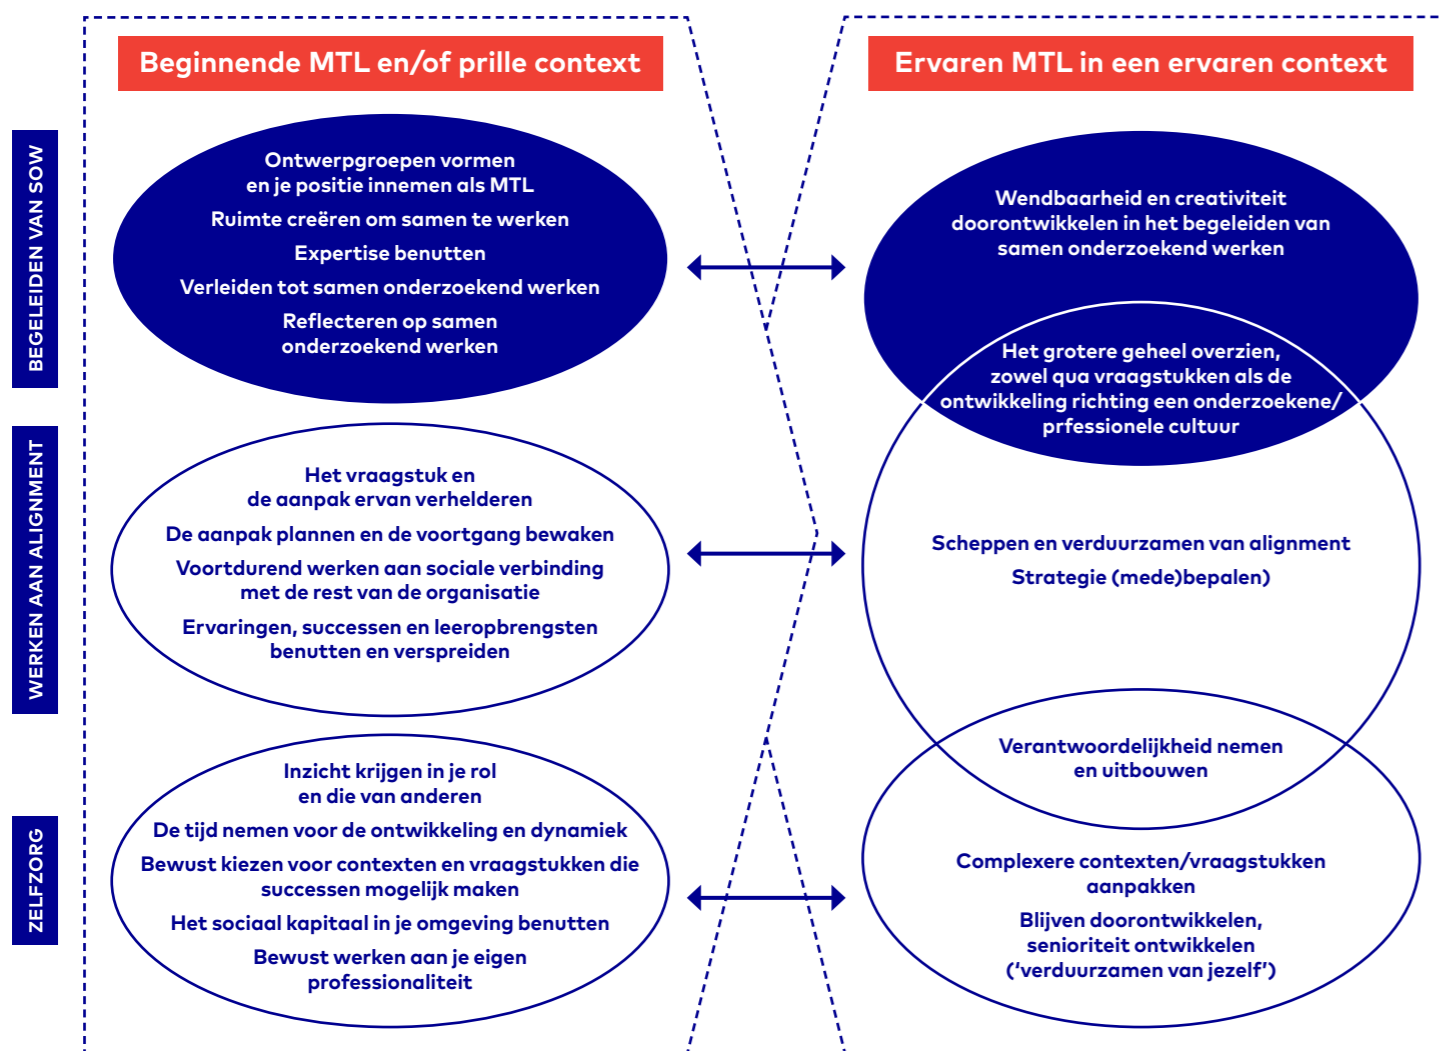 Beginnende MTL en/of prille context
BEGELEIDEN VAN SOW
Ontwerpgroepen vormen
en je positie innemen als MTL
Ruimte creëren om samen te werken
Expertise benutten
Verleiden tot samen onderzoekend werken
Reflecteren op samen
onderzoekend werken
WERKEN AAN ALIGNMENT
Het vraagstuk en
de aanpak ervan verhelderen
De aanpak plannen en de voortgang bewaken
Voortdurend werken aan sociale verbinding
met de rest van de organisatie
Ervaringen, successen en leeropbrengsten
benutten en verspreiden
ZELFZORG
Inzicht krijgen in je rol
en die van anderen
De tijd nemen voor de ontwikkeling en dynamiek
Bewust kiezen voor contexten en vraagstukken die
successen mogelijk maken
Het sociaal kapitaal in je omgeving benutten
Bewust werken aan je eigen
professionaliteit
Ervaren MTL in een ervaren context
Wendbaarheid en creativiteit
doorontwikkelen in het begeleiden van
samen onderzoekend werken
Het grotere geheel overzien,
zowel qua vraagstukken als de
ontwikkeling richting een onderzoekene/
prfessionele cultuur
Scheppen en verduurzamen van alignment
Strategie (mede)bepalen)
Verantwoordelijkheid nemen
en uitbouwen
Complexere contexten/vraagstukken
aanpakken
Blijven doorontwikkelen,
senioriteit ontwikkelen
(‘verduurzamen van jezelf’)